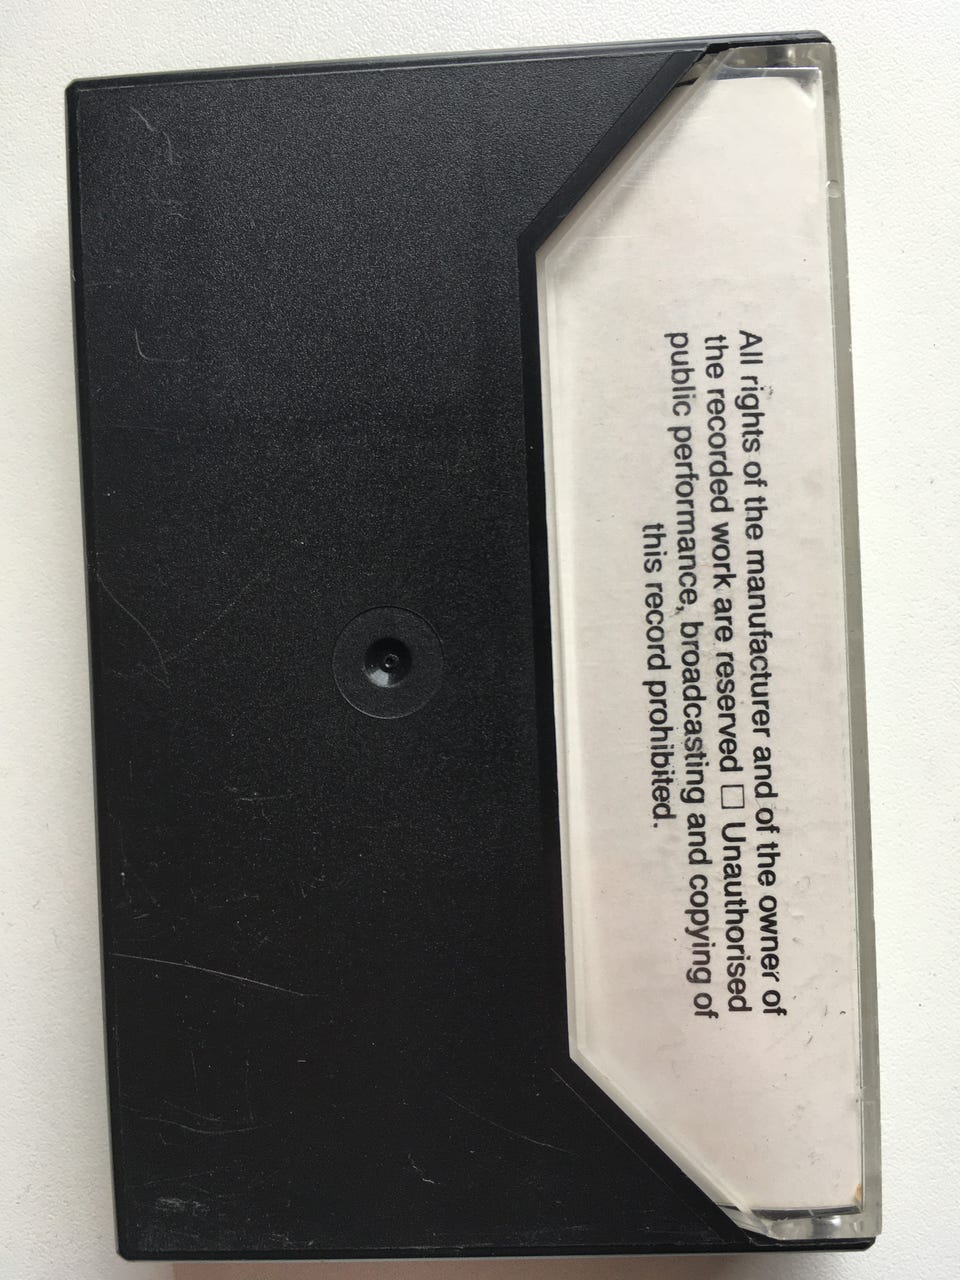 All rights of the manufacturer and of the owner of
the recorded work are reserved □ Unauthorised
public performance, broadcasting and copying of
this record prohibited.